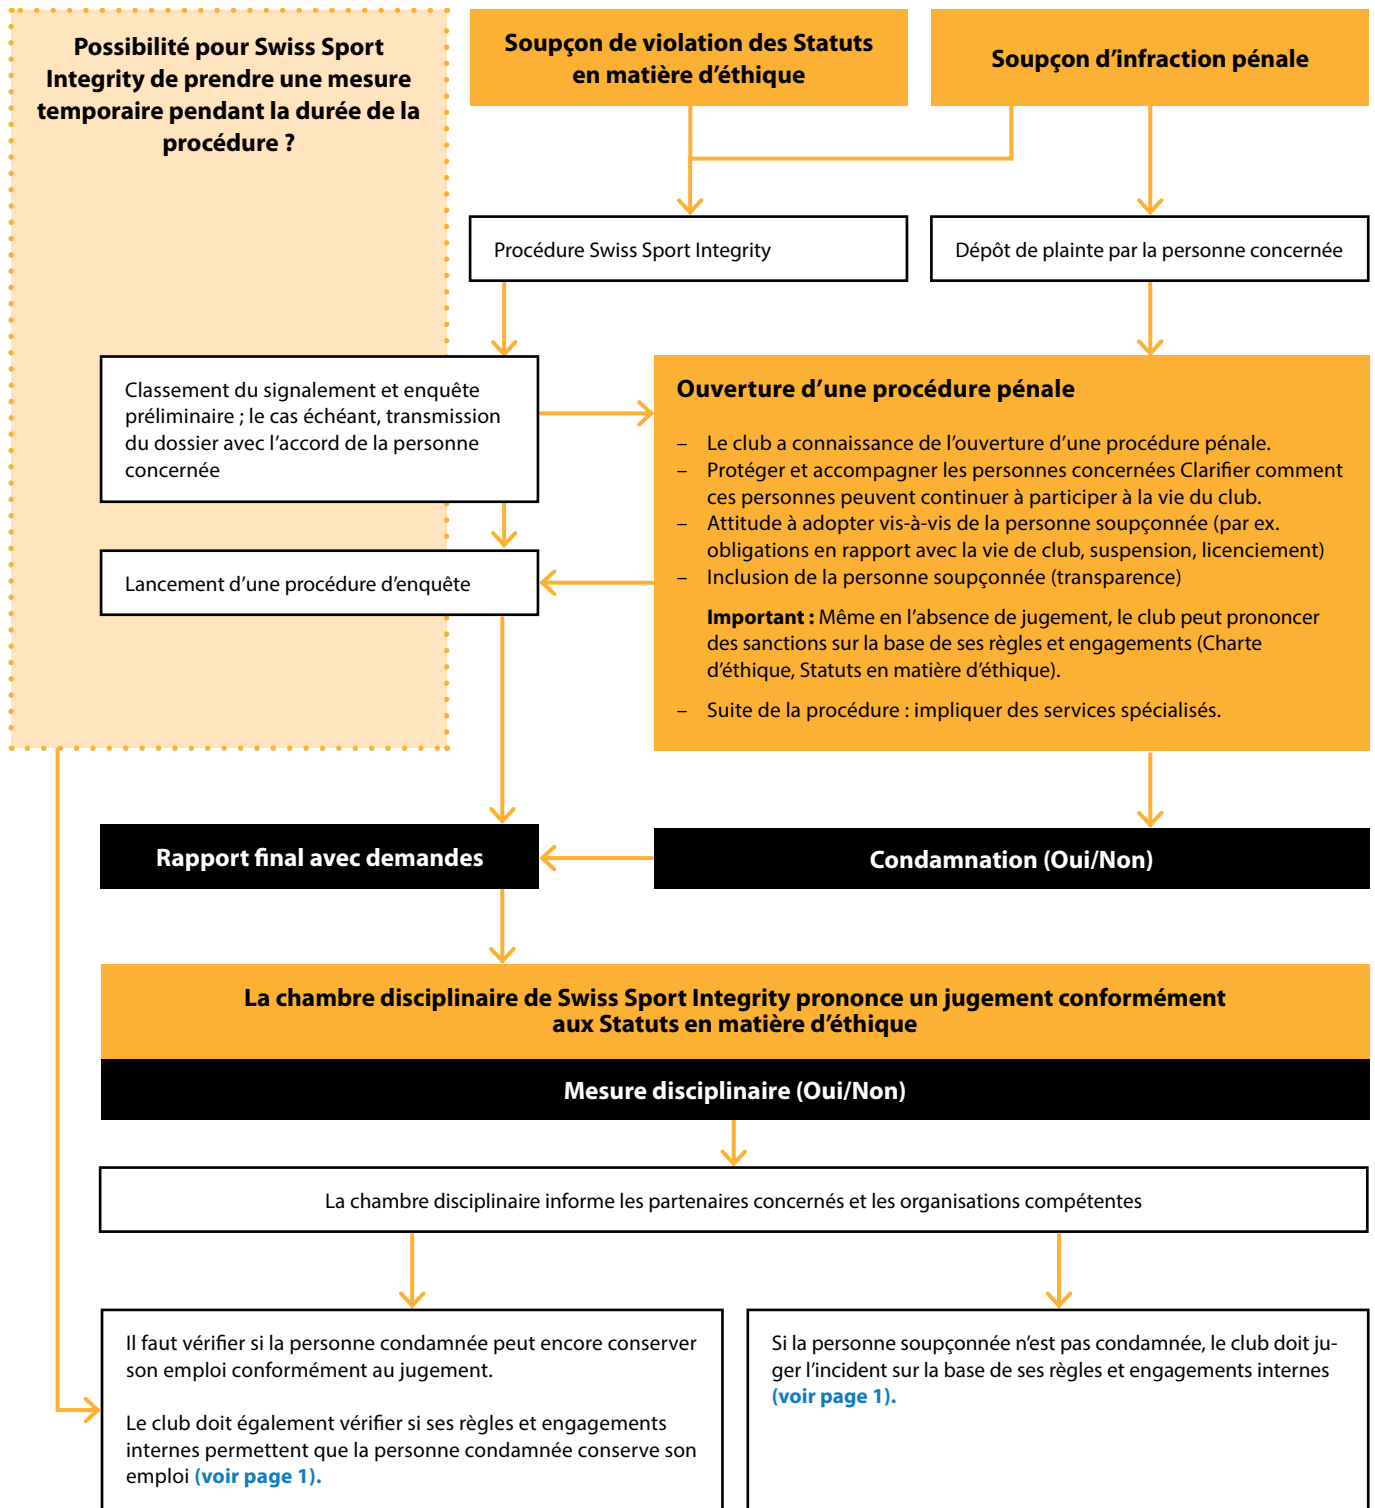 Possibilité pour Swiss Sport
Integrity de prendre une mesure
temporaire pendant la durée de la
procédure ?
Soupçon de violation des Statuts
en matière d’éthique
Soupçon d’infraction pénale
Procédure Swiss Sport Integrity
Dépôt de plainte par la personne concernée
Classement du signalement et enquête
préliminaire ; le cas échéant, transmission
du dossier avec l’accord de la personne
concernée
Lancement d’une procédure d’enquête
Ouverture d’une procédure pénale
– Le club a connaissance de l’ouverture d’une procédure pénale.
– Protéger et accompagner les personnes concernées Clarifier comment
ces personnes peuvent continuer à participer à la vie du club.
– Attitude à adopter vis-à-vis de la personne soupçonnée (par ex.
obligations en rapport avec la vie de club, suspension, licenciement)
– Inclusion de la personne soupçonnée (transparence)
Important : Même en l’absence de jugement, le club peut prononcer
des sanctions sur la base de ses règles et engagements (Charte
d’éthique, Statuts en matière d’éthique).
– Suite de la procédure : impliquer des services spécialisés.
Rapport final avec demandes
Condamnation (Oui/Non)
La chambre disciplinaire de Swiss Sport Integrity prononce un jugement conformément
aux Statuts en matière d’éthique
Mesure disciplinaire (Oui/Non)
La chambre disciplinaire informe les partenaires concernés et les organisations compétentes
Il faut vérifier si la personne condamnée peut encore conserver
son emploi conformément au jugement.
Le club doit également vérifier si ses règles et engagements
internes permettent que la personne condamnée conserve son
emploi (voir page 1).
Si la personne soupçonnée n’est pas condamnée, le club doit ju-
ger l’incident sur la base de ses règles et engagements internes
(voir page 1).